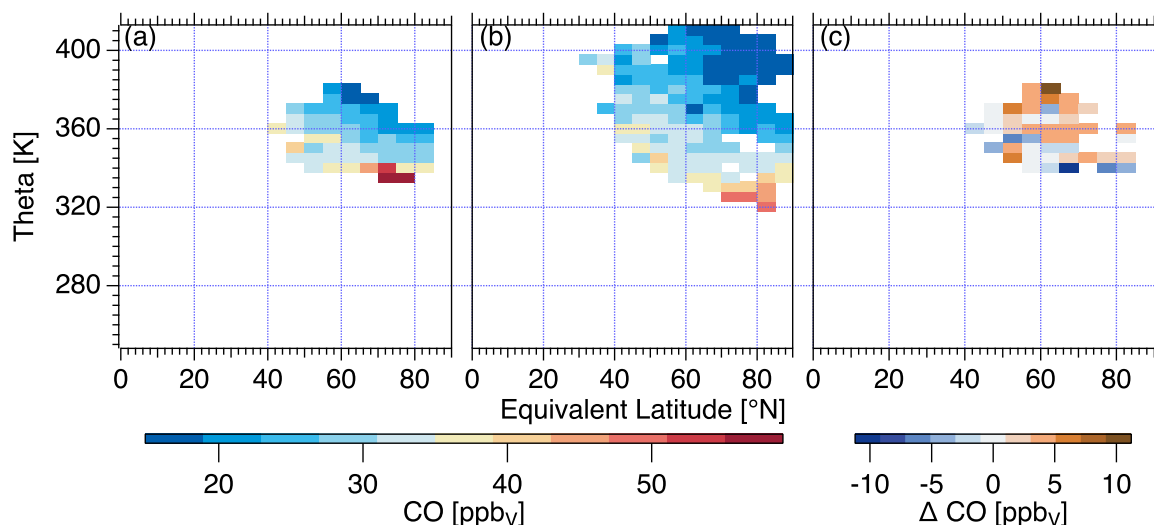 (a) (b) (c)
Theta [K]
400
360
320
280
0 20 40 60 80 0 20 40 60 80 0 20 40 60 80
Equivalent Latitude [°N]
20 30 40 50 -10 -5 0 5 10
CO [ppbV] Δ CO [ppbV]